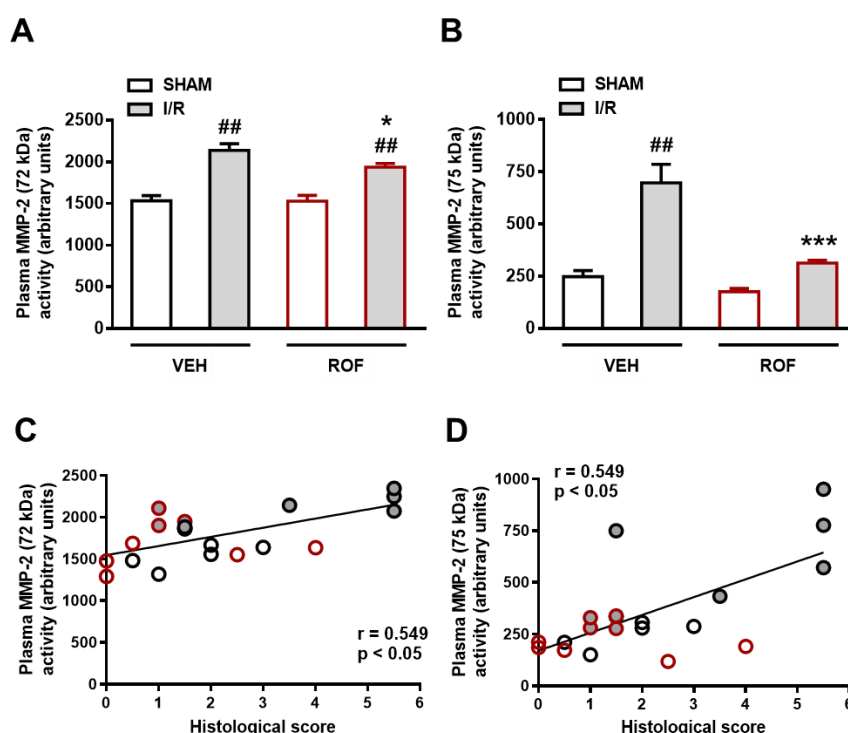 A
SHAM
I/R
Plasma MMP-2 (72 kDa)
activity (arbitrary units)
2500
2000
1500
1000
500
0
##
*
##
VEH
ROF
B
SHAM
I/R
Plasma MMP-2 (75 kDa)
activity (arbitrary units)
1000
750
500
250
0
##
***
VEH
ROF
C
Plasma MMP-2 (72 kDa)
activity (arbitrary units)
2500
2000
1500
1000
500
0
r = 0.549
p < 0.05
0 1 2 3 4 5 6
Histological score
D
Plasma MMP-2 (75 kDa)
activity (arbitrary units)
1000
750
500
250
0
r = 0.549
p < 0.05
0 1 2 3 4 5 6
Histological score